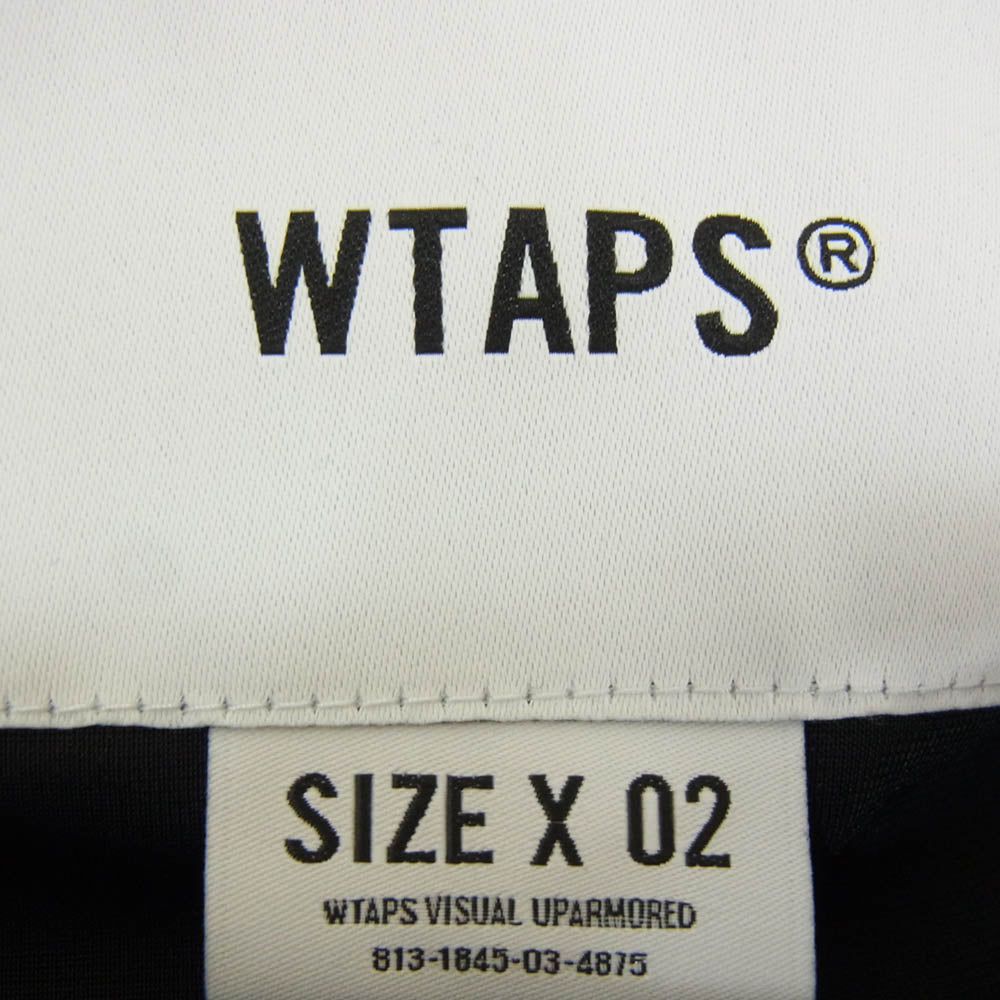 WTAPS®
SIZE X 02
WTAPS VISUAL UPARMORED
813-1845-03-4875